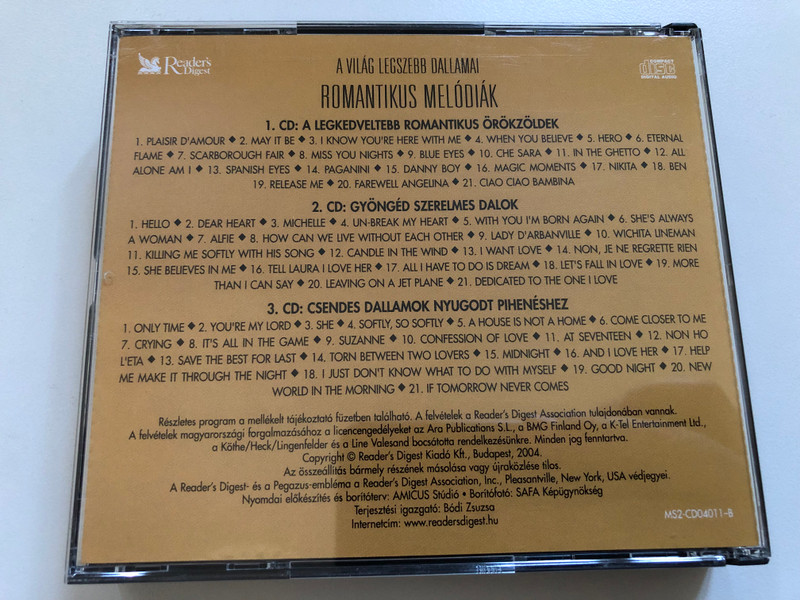 Reader's
Digest
A VILÁG LEGSZEBB DALLAMAI
COMPACT
disc
DIGITAL AUDIO
ROMANTIKUS MELÓDIÁK
1. CD: A LEGKEDVELTEBB ROMANTIKUS ÖRÖKZÖLDEK
1. PLAISIR D'AMOUR ◆ 2. MAY IT BE ◆ 3. I KNOW YOU'RE HERE WITH ME ◆ 4. WHEN YOU BELIEVE ◆ 5. HERO ◆ 6. ETERNAL
FLAME ◆ 7. SCARBOROUGH FAIR ◆ 8. MISS YOU NIGHTS ◆ 9. BLUE EYES ◆ 10. CHE SARA ◆ 11. IN THE GHETTO ◆ 12. ALL
ALONE AM I ◆ 13. SPANISH EYES ◆ 14. PAGANINI ◆ 15. DANNY BOY ◆ 16. MAGIC MOMENTS ◆ 17. NIKITA ◆ 18. BEN
19. RELEASE ME ◆ 20. FAREWELL ANGELINA ◆ 21. CIAO CIAO BAMBINA
2. CD: GYÖNGÉD SZERELMES DALOK
1. HELLO ◆ 2. DEAR HEART ◆ 3. MICHELLE ◆ 4. UN-BREAK MY HEART ◆ 5. WITH YOU I'M BORN AGAIN ◆ 6. SHE'S ALWAYS
A WOMAN ◆ 7. ALFIE ◆ 8. HOW CAN WE LIVE WITHOUT EACH OTHER ◆ 9. LADY D'ARBANVILLE ◆ 10. WICHITA LINEMAN
11. KILLING ME SOFTLY WITH HIS SONG ◆ 12. CANDLE IN THE WIND ◆ 13. I WANT LOVE ◆ 14. NON, JE NE REGRETTE RIEN
15. SHE BELIEVES IN ME ◆ 16. TELL LAURA I LOVE HER ◆ 17. ALL I HAVE TO DO IS DREAM ◆ 18. LET'S FALL IN LOVE ◆ 19. MORE
THAN I CAN SAY ◆ 20. LEAVING ON A JET PLANE ◆ 21. DEDICATED TO THE ONE I LOVE
3. CD: CSENDES DALLAMOK NYUGODT PIHENÉSHEZ
1. ONLY TIME ◆ 2. YOU'RE MY LORD ◆ 3. SHE ◆ 4. SOFTLY, SO SOFTLY ◆ 5. A HOUSE IS NOT A HOME ◆ 6. COME CLOSER TO ME
7. CRYING ◆ 8. IT'S ALL IN THE GAME ◆ 9. SUZANNE ◆ 10. CONFESSION OF LOVE ◆ 11. AT SEVENTEEN ◆ 12. NON HO
L'ETA ◆ 13. SAVE THE BEST FOR LAST ◆ 14. TORN BETWEEN TWO LOVERS ◆ 15. MIDNIGHT ◆ 16. AND I LOVE HER ◆ 17. HELP
ME MAKE IT THROUGH THE NIGHT ◆ 18. I JUST DON'T KNOW WHAT TO DO WITH MYSELF ◆ 19. GOOD NIGHT ◆ 20. NEW
WORLD IN THE MORNING ◆ 21. IF TOMORROW NEVER COMES
Részletes program a mellékelt tájékoztató füzetben található. A felvételek a Reader's Digest Association tulajdonában vannak.
A felvételek magyarországi forgalmazásához a licencengedélyeket az Ara Publications S.L., a BMG Finland Oy, a K-Tel Entertainment Ltd.,
a Köthe/Heck/Lingenfelder és a Line Valesand bocsátotta rendelkezésünkre. Minden jog fenntartva.
Copyright © Reader's Digest Kiadó Kft., Budapest, 2004.
Az összeállítás bármely részének másolása vagy újraközlése tilos.
A Reader's Digest- és a Pegazus-embléma a Reader's Digest Association, Inc., Pleasantville, New York, USA védjegyei.
Nyomdai előkészítés és borítóterv: AMICUS Stúdió • Borítófotó: SAFA Képügynökség
Terjesztési igazgató: Bódi Zsuzsa
Internetcím: www.readersdigest.hu
MS2-CD04011-B